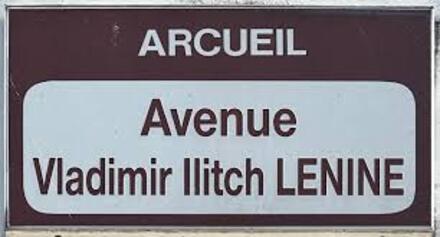 ARCUEIL
Avenue
Vladimir Ilitch LENINE